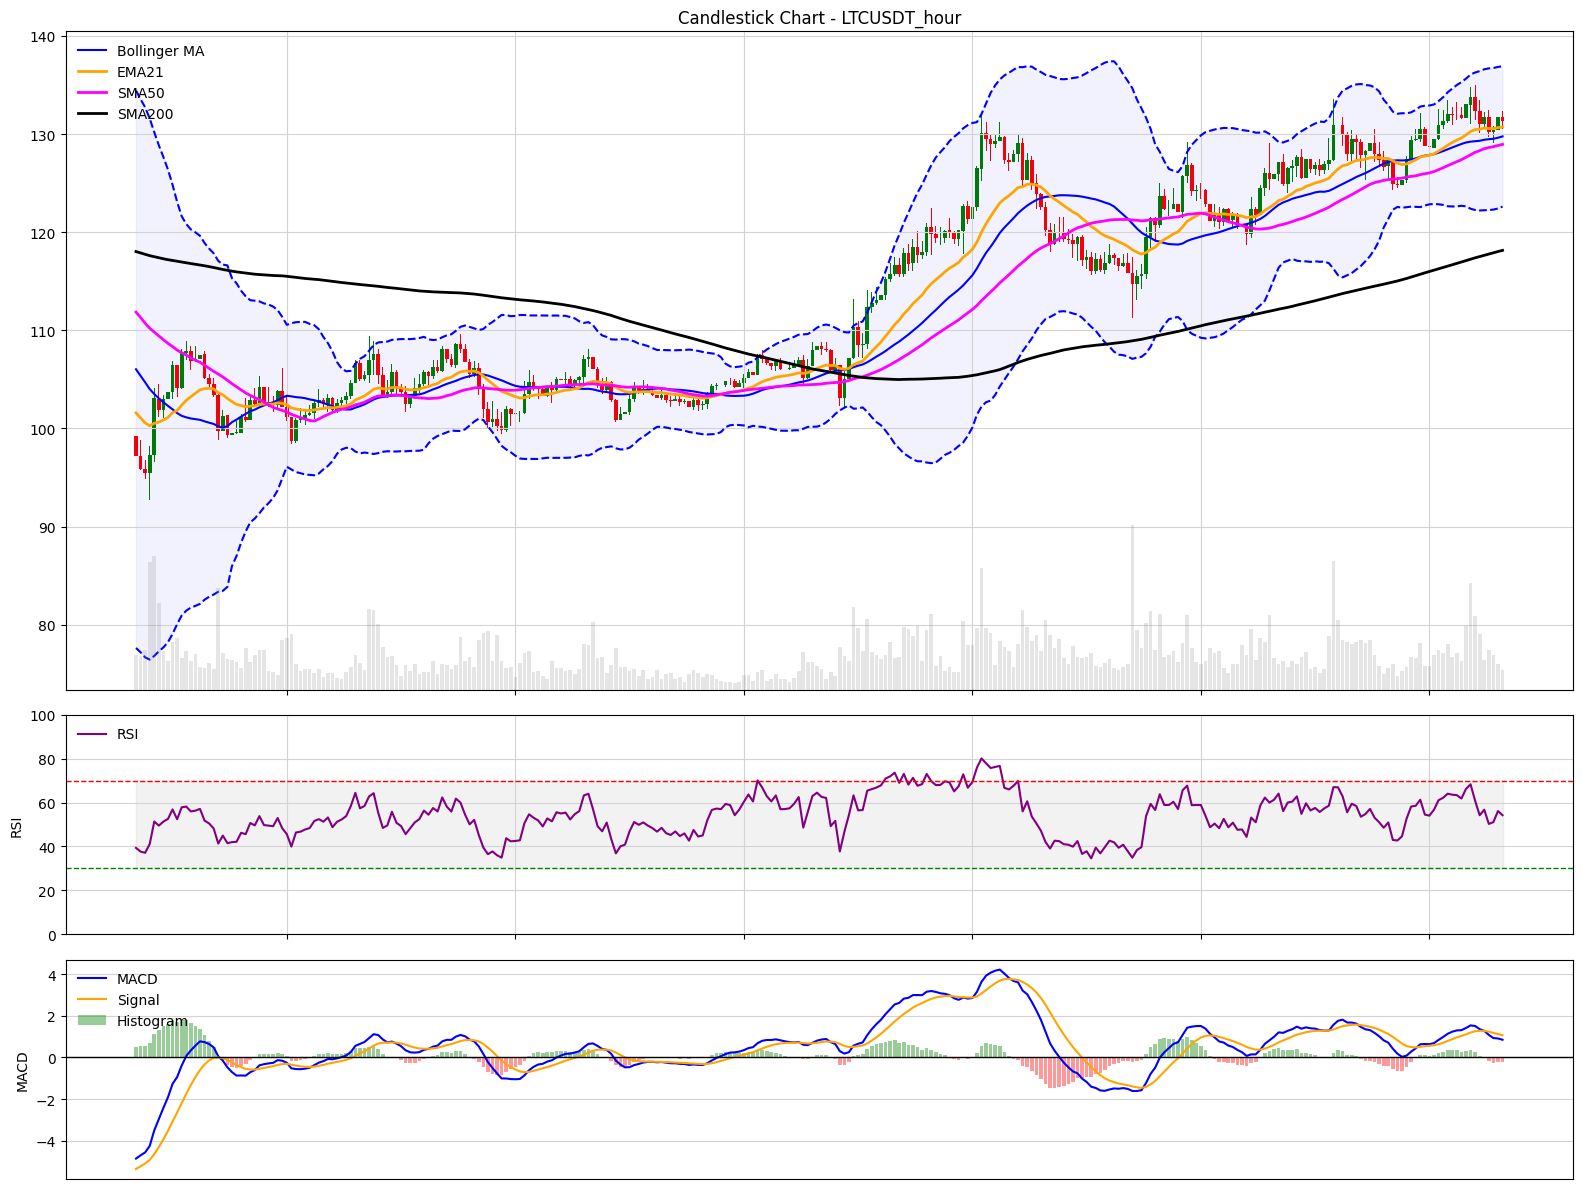 Candlestick Chart - LTCUSDT_hour
140
130
120
110
100
90
80
Bollinger MA
EMA21
SMA50
SMA200
100
80
60
40
20
0
RSI
RSI
4
2
0
−2
−4
MACD
MACD
Signal
Histogram